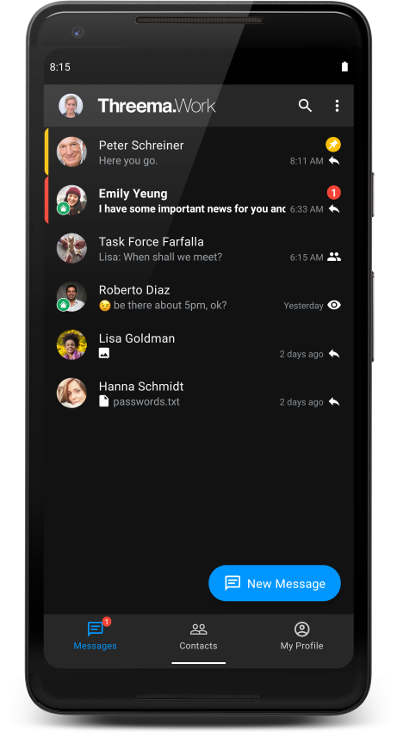 8:15
Threema.Work
Peter Schreiner
Here you go.
8:11 AM
Emily Yeung
1
I have some important news for you and
6:33 AM
Task Force Farfalla
Lisa: When shall we meet?
6:15 AM
Roberto Diaz
be there about 5pm, ok?
Yesterday
Lisa Goldman
2 days ago
Hanna Schmidt
passwords.txt
2 days ago
New Message
1
Messages
Contacts
My Profile